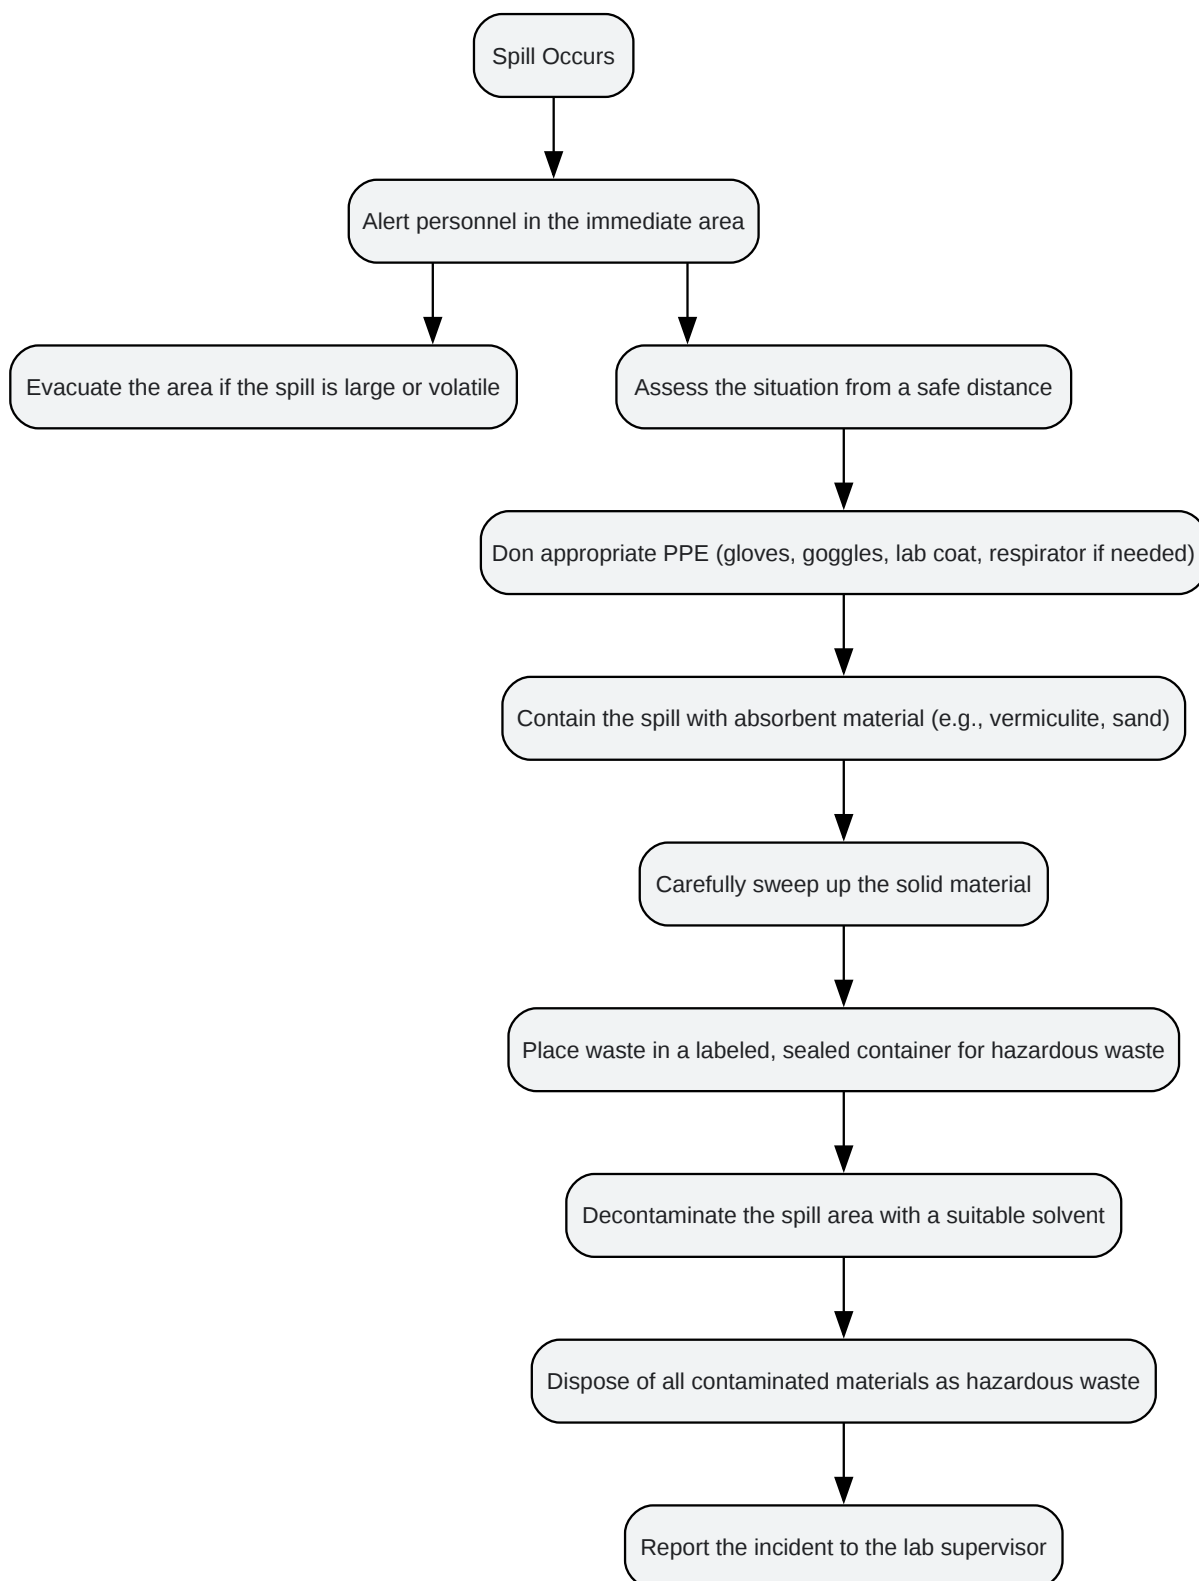 Spill Occurs
Alert personnel in the immediate area
Evacuate the area if the spill is large or volatile
Assess the situation from a safe distance
Don appropriate PPE (gloves, goggles, lab coat, respirator if needed)
Contain the spill with absorbent material (e.g., vermiculite, sand)
Carefully sweep up the solid material
Place waste in a labeled, sealed container for hazardous waste
Decontaminate the spill area with a suitable solvent
Dispose of all contaminated materials as hazardous waste
Report the incident to the lab supervisor